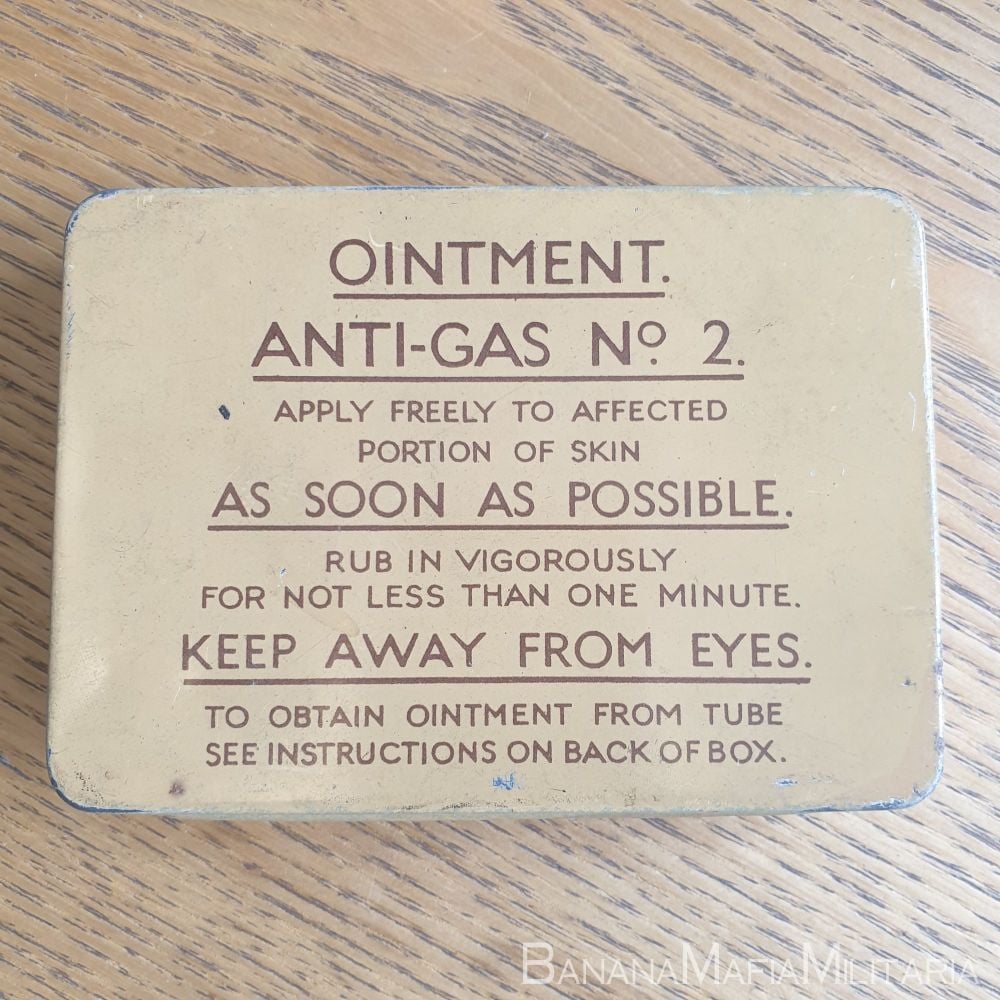 OINTMENT.
ANTI-GAS Nº 2.
APPLY FREELY TO AFFECTED
PORTION OF SKIN
AS SOON AS POSSIBLE.
RUB IN VIGOROUSLY
FOR NOT LESS THAN ONE MINUTE.
KEEP AWAY FROM EYES.
TO OBTAIN OINTMENT FROM TUBE
SEE INSTRUCTIONS ON BACK OF BOX.
BANANAMAFIAMILITARIA